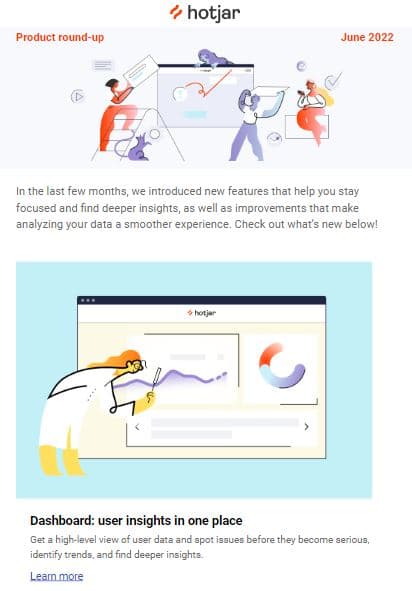 hotjar
Product round-up
June 2022
In the last few months, we introduced new features that help you stay
focused and find deeper insights, as well as improvements that make
analyzing your data a smoother experience. Check out what's new below!
hotjar
Dashboard: user insights in one place
Get a high-level view of user data and spot issues before they become serious,
identify trends, and find deeper insights.
Learn more